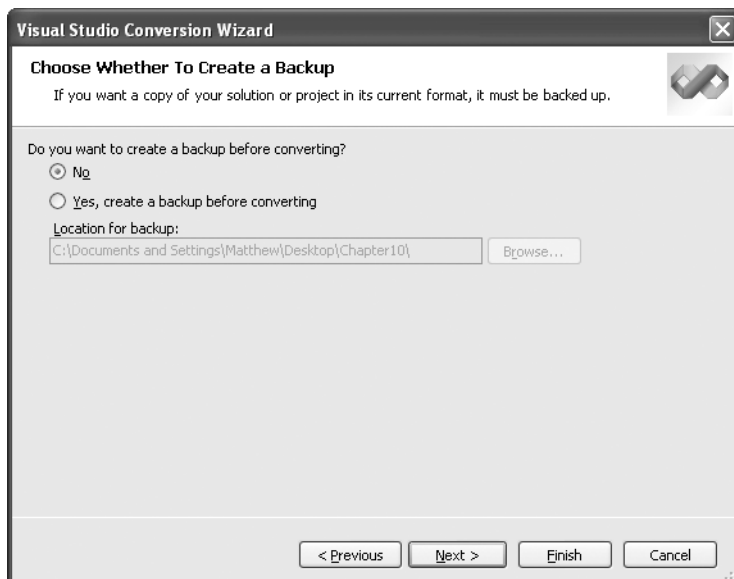 Visual Studio Conversion Wizard
Choose Whether To Create a Backup
If you want a copy of your solution or project in its current format, it must be backed up.
Do you want to create a backup before converting?
No
Yes, create a backup before converting
Location for backup:
C:\Documents and Settings\Matthew\Desktop\Chapter10\
Browse...
< Previous
Next >
Finish
Cancel